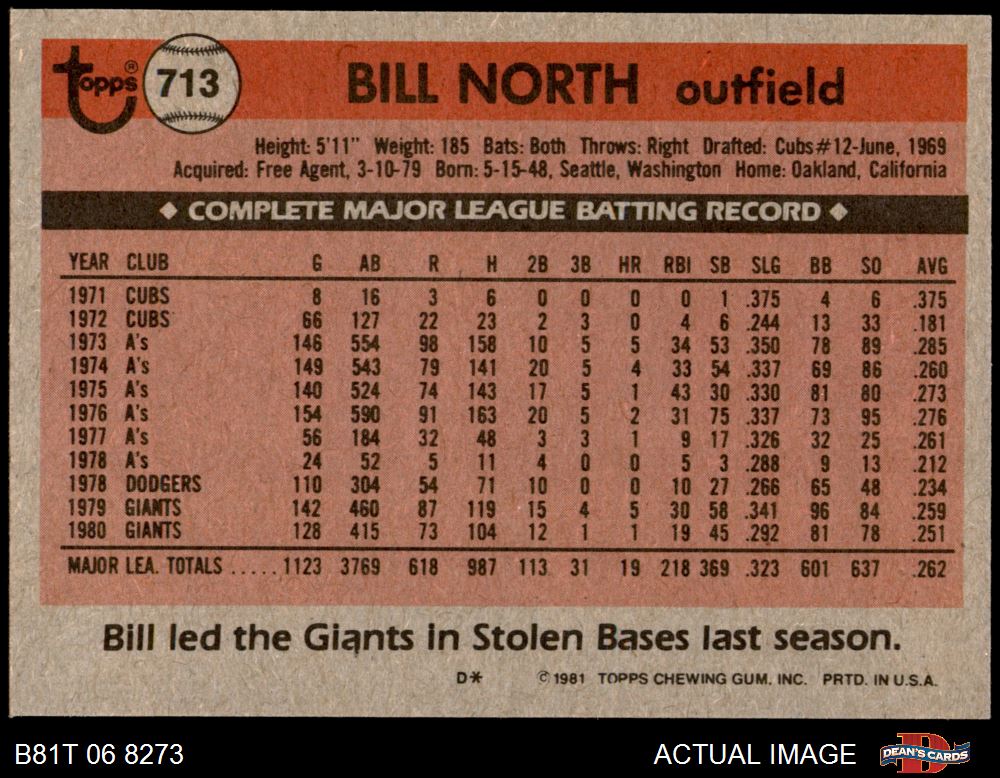 Topps® 713 BILL NORTH outfield
Height: 5'11" Weight: 185 Bats: Both Throws: Right Drafted: Cubs#12-June, 1969
Acquired: Free Agent, 3-10-79 Born: 5-15-48, Seattle, Washington Home: Oakland, California
◆ COMPLETE MAJOR LEAGUE BATTING RECORD ◆
YEAR CLUB G AB R H 2B 3B HR RBI SB SLG BB SO AVG
1971 CUBS 8 16 3 6 0 0 0 0 1 .375 4 6 .375
1972 CUBS 66 127 22 23 2 3 0 4 6 .244 13 33 .181
1973 A's 146 554 98 158 10 5 5 34 53 .350 78 89 .285
1974 A's 149 543 79 141 20 5 4 33 54 .337 69 86 .260
1975 A's 140 524 74 143 17 5 1 43 30 .330 81 80 .273
1976 A's 154 590 91 163 20 5 2 31 75 .337 73 95 .276
1977 A's 56 184 32 48 3 3 1 9 17 .326 32 25 .261
1978 A's 24 52 5 11 4 0 0 5 3 .288 9 13 .212
1978 DODGERS 110 304 54 71 10 0 0 10 27 .266 65 48 .234
1979 GIANTS 142 460 87 119 15 4 5 30 58 .341 96 84 .259
1980 GIANTS 128 415 73 104 12 1 1 19 45 .292 81 78 .251
MAJOR LEA. TOTALS .....1123 3769 618 987 113 31 19 218 369 .323 601 637 .262
Bill led the Giants in Stolen Bases last season.
D* ©1981 TOPPS CHEWING GUM, INC. PRTD. IN U.S.A.
B81T 06 8273 ACTUAL IMAGE DEAN'S CARDS